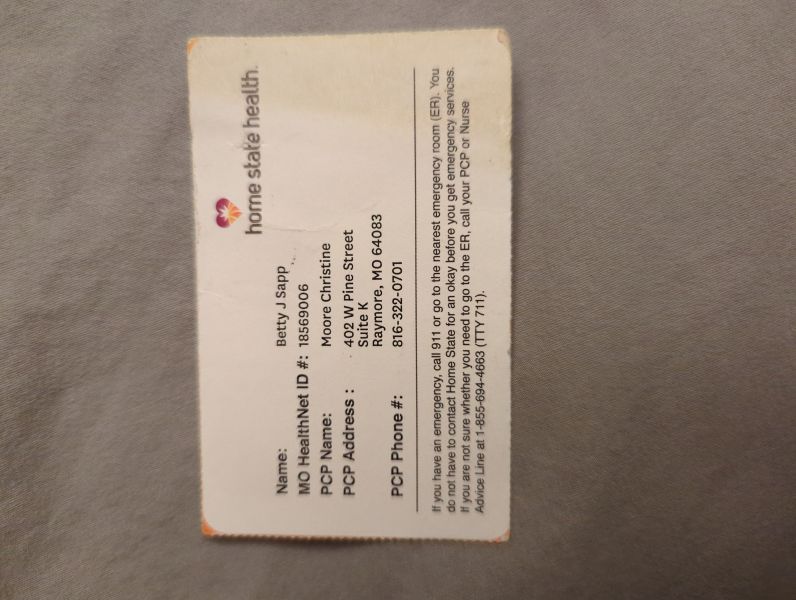 home state health.
Name: Betty J Sapp
MO HealthNet ID #: 18569006
PCP Name: Moore Christine
PCP Address : 402 W Pine Street
Suite K
Raymore, MO 64083
PCP Phone #: 816-322-0701
If you have an emergency, call 911 or go to the nearest emergency room (ER). You
do not have to contact Home State for an okay before you get emergency services.
If you are not sure whether you need to go to the ER, call your PCP or Nurse
Advice Line at 1-855-694-4663 (TTY 711).